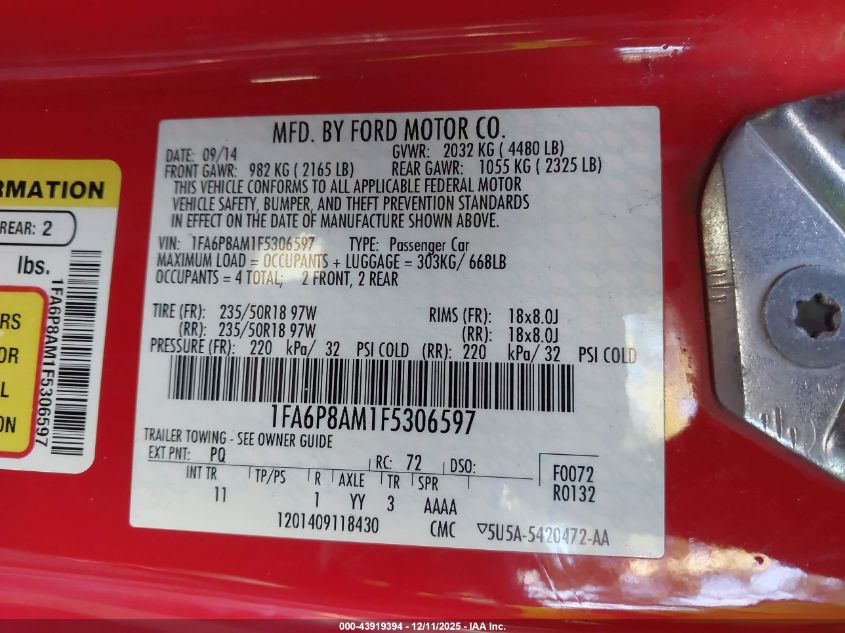 MFD. BY FORD MOTOR CO.
DATE: 09/14 GVWR: 2032 KG ( 4480 LB)
FRONT GAWR: 982 KG ( 2165 LB) REAR GAWR: 1055 KG ( 2325 LB)
THIS VEHICLE CONFORMS TO ALL APPLICABLE FEDERAL MOTOR
VEHICLE SAFETY, BUMPER, AND THEFT PREVENTION STANDARDS
IN EFFECT ON THE DATE OF MANUFACTURE SHOWN ABOVE.
VIN: 1FA6P8AM1F5306597 TYPE: Passenger Car
MAXIMUM LOAD = OCCUPANTS + LUGGAGE = 303KG/ 668LB
OCCUPANTS = 4 TOTAL; 2 FRONT, 2 REAR
TIRE (FR): 235/50R18 97W RIMS (FR): 18x8.0J
(RR): 235/50R18 97W (RR): 18x8.0J
PRESSURE (FR): 220 kPa/ 32 PSI COLD (RR): 220 kPa/ 32 PSI COLD
1FA6P8AM1F5306597
TRAILER TOWING - SEE OWNER GUIDE
EXT PNT: PQ RC: 72 DSO: F0072
R0132
INT TR TP/PS R AXLE TR SPR
11 1 YY 3 AAAA
1201409118430 CMC ▽5U5A-5420472-AA
RMATION
REAR: 2
lbs.
1FA6P8AM1F5306597
RS
OR
L
NG
000-43919394 - 12/11/2025 - IAA Inc.